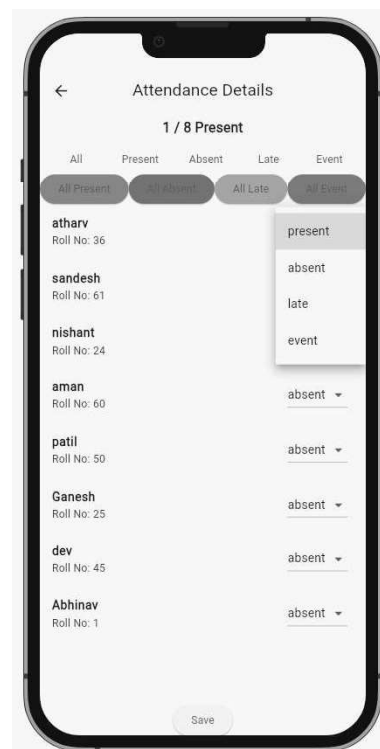 Attendance Details
1 / 8 Present
All Present Absent Late Event
All Present All Absent All Late All Event
atharv
Roll No: 36
present
absent
sandesh
Roll No: 61
late
nishant
event
Roll No: 24
aman
Roll No: 60
absent
patil
Roll No: 50
absent
Ganesh
Roll No: 25
absent
dev
Roll No: 45
absent
Abhinav
Roll No: 1
absent
Save